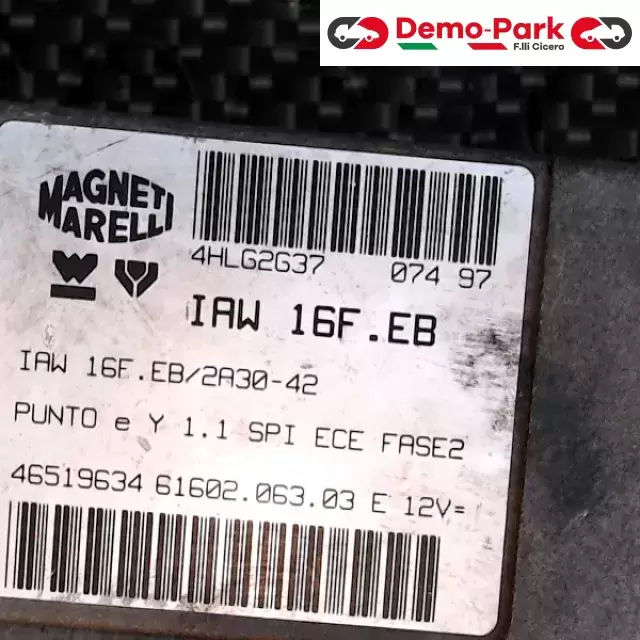 Demo-Park
F.lli Cicero
MAGNETI
MARELLI
4HLG2637 074 97
IAW 16F.EB
IAW 16F.EB/2A30-42
PUNTO e Y 1.1 SPI ECE FASE2
46519634 61602.063.03 E 12V=